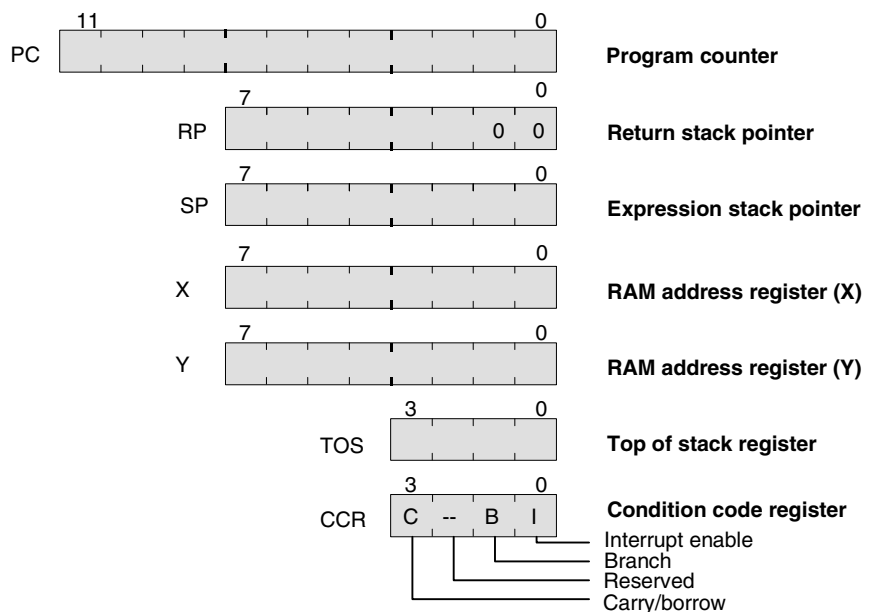 11 0
PC Program counter
7 0
RP 0 0 Return stack pointer
7 0
SP Expression stack pointer
7 0
X RAM address register (X)
7 0
Y RAM address register (Y)
3 0
TOS Top of stack register
3 0
CCR C -- B I Condition code register
Interrupt enable
Branch
Reserved
Carry/borrow